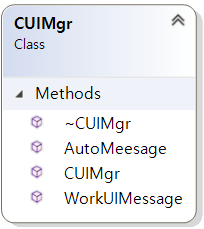 CUIMgr
Class
Methods
~CUIMgr
AutoMeesage
CUIMgr
WorkUIMessage